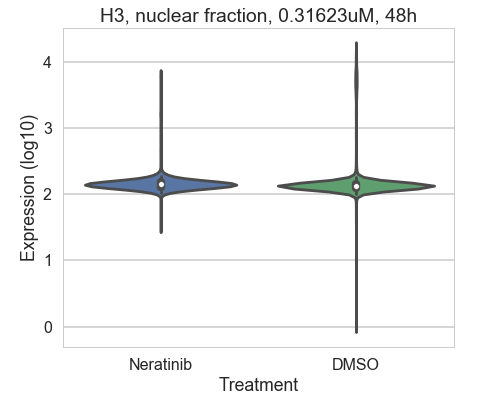 H3, nuclear fraction, 0.31623uM, 48h
4
3
2
1
0
Expression (log10)
Neratinib
DMSO
Treatment